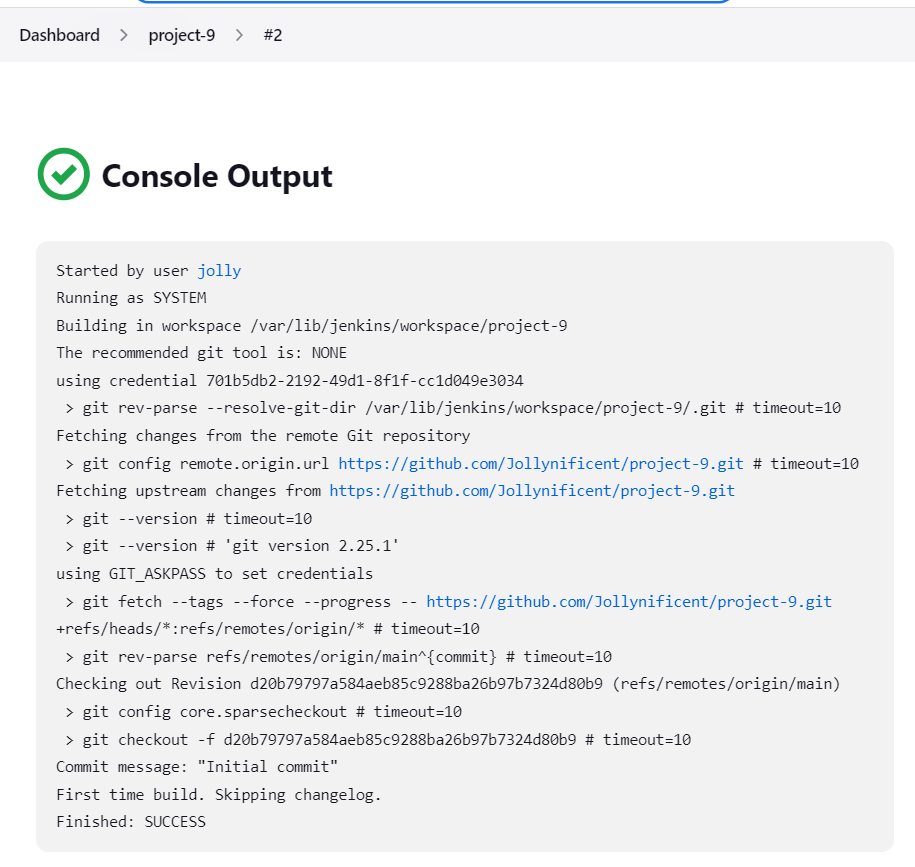 Dashboard > project-9 > #2
Console Output
Started by user jolly
Running as SYSTEM
Building in workspace /var/lib/jenkins/workspace/project-9
The recommended git tool is: NONE
using credential 701b5db2-2192-49d1-8f1f-cc1d049e3034
 > git rev-parse --resolve-git-dir /var/lib/jenkins/workspace/project-9/.git # timeout=10
Fetching changes from the remote Git repository
 > git config remote.origin.url https://github.com/Jollynificent/project-9.git # timeout=10
Fetching upstream changes from https://github.com/Jollynificent/project-9.git
 > git --version # timeout=10
 > git --version # 'git version 2.25.1'
using GIT_ASKPASS to set credentials
 > git fetch --tags --force --progress -- https://github.com/Jollynificent/project-9.git
+refs/heads/*:refs/remotes/origin/* # timeout=10
 > git rev-parse refs/remotes/origin/main^{commit} # timeout=10
Checking out Revision d20b79797a584aeb85c9288ba26b97b7324d80b9 (refs/remotes/origin/main)
 > git config core.sparsecheckout # timeout=10
 > git checkout -f d20b79797a584aeb85c9288ba26b97b7324d80b9 # timeout=10
Commit message: "Initial commit"
First time build. Skipping changelog.
Finished: SUCCESS